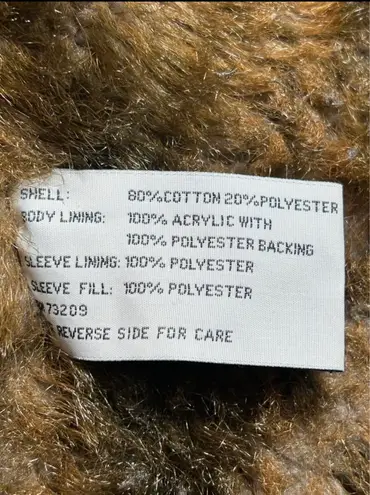 SHELL: 80%COTTON 20%POLYESTER
BODY LINING: 100% ACRYLIC WITH
100% POLYESTER BACKING
SLEEVE LINING: 100% POLYESTER
SLEEVE FILL: 100% POLYESTER
73209
REVERSE SIDE FOR CARE